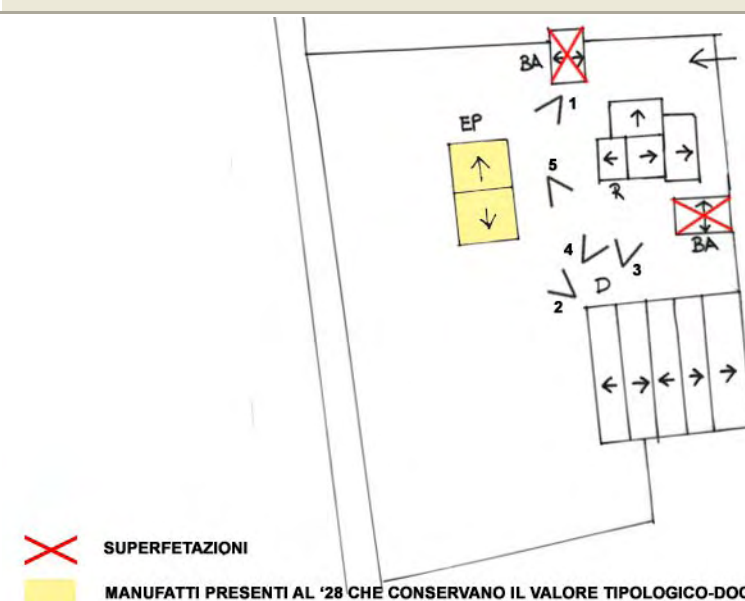 BA
1
EP
5
R
BA
4
3
D
2
SUPERFETAZIONI
MANUFATTI PRESENTI AL ‘28 CHE CONSERVANO IL VALORE TIPOLOGICO-DOC